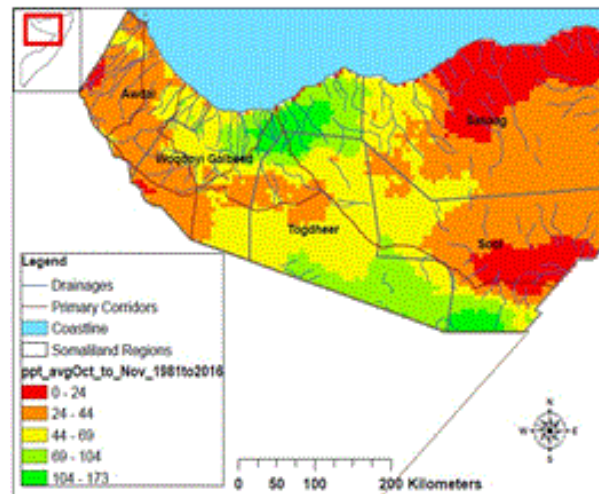 Awdal
Sanang
Woqooyi Galbeed
Togdheer
Sool
Legend
Drainages
Primary Corridors
Coastline
Somaliland Regions
ppt_avgOct_to_Nov_1981to2016
0 - 24
24 - 44
44 - 69
69 - 104
104 - 173
0 50 100 200 Kilometers
N
W E
S